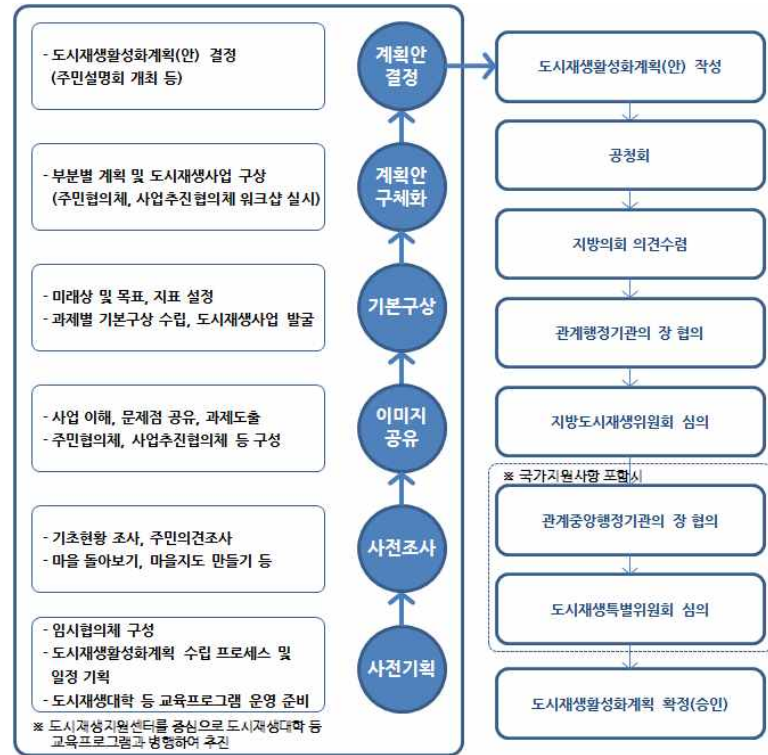 - 도시재생활성화계획(안) 결정
(주민설명회 개최 등)
계획안
결정
- 부분별 계획 및 도시재생사업 구상
(주민협의체, 사업추진협의체 워크샵 실시)
계획안
구체화
- 미래상 및 목표, 지표 설정
- 과제별 기본구상 수립, 도시재생사업 발굴
기본구상
- 사업 이해, 문제점 공유, 과제도출
- 주민협의체, 사업추진협의체 등 구성
이미지
공유
- 기초현황 조사, 주민의견조사
- 마을 돌아보기, 마을지도 만들기 등
사전조사
- 임시협의체 구성
- 도시재생활성화계획 수립 프로세스 및
일정 기획
- 도시재생대학 등 교육프로그램 운영 준비
사전기획
※ 도시재생지원센터를 중심으로 도시재생대학 등
교육프로그램과 병행하여 추진
도시재생활성화계획(안) 작성
공청회
지방의회 의견수렴
관계행정기관의 장 협의
지방도시재생위원회 심의
※ 국가지원사항 포함시
관계중앙행정기관의 장 협의
도시재생특별위원회 심의
도시재생활성화계획 확정(승인)